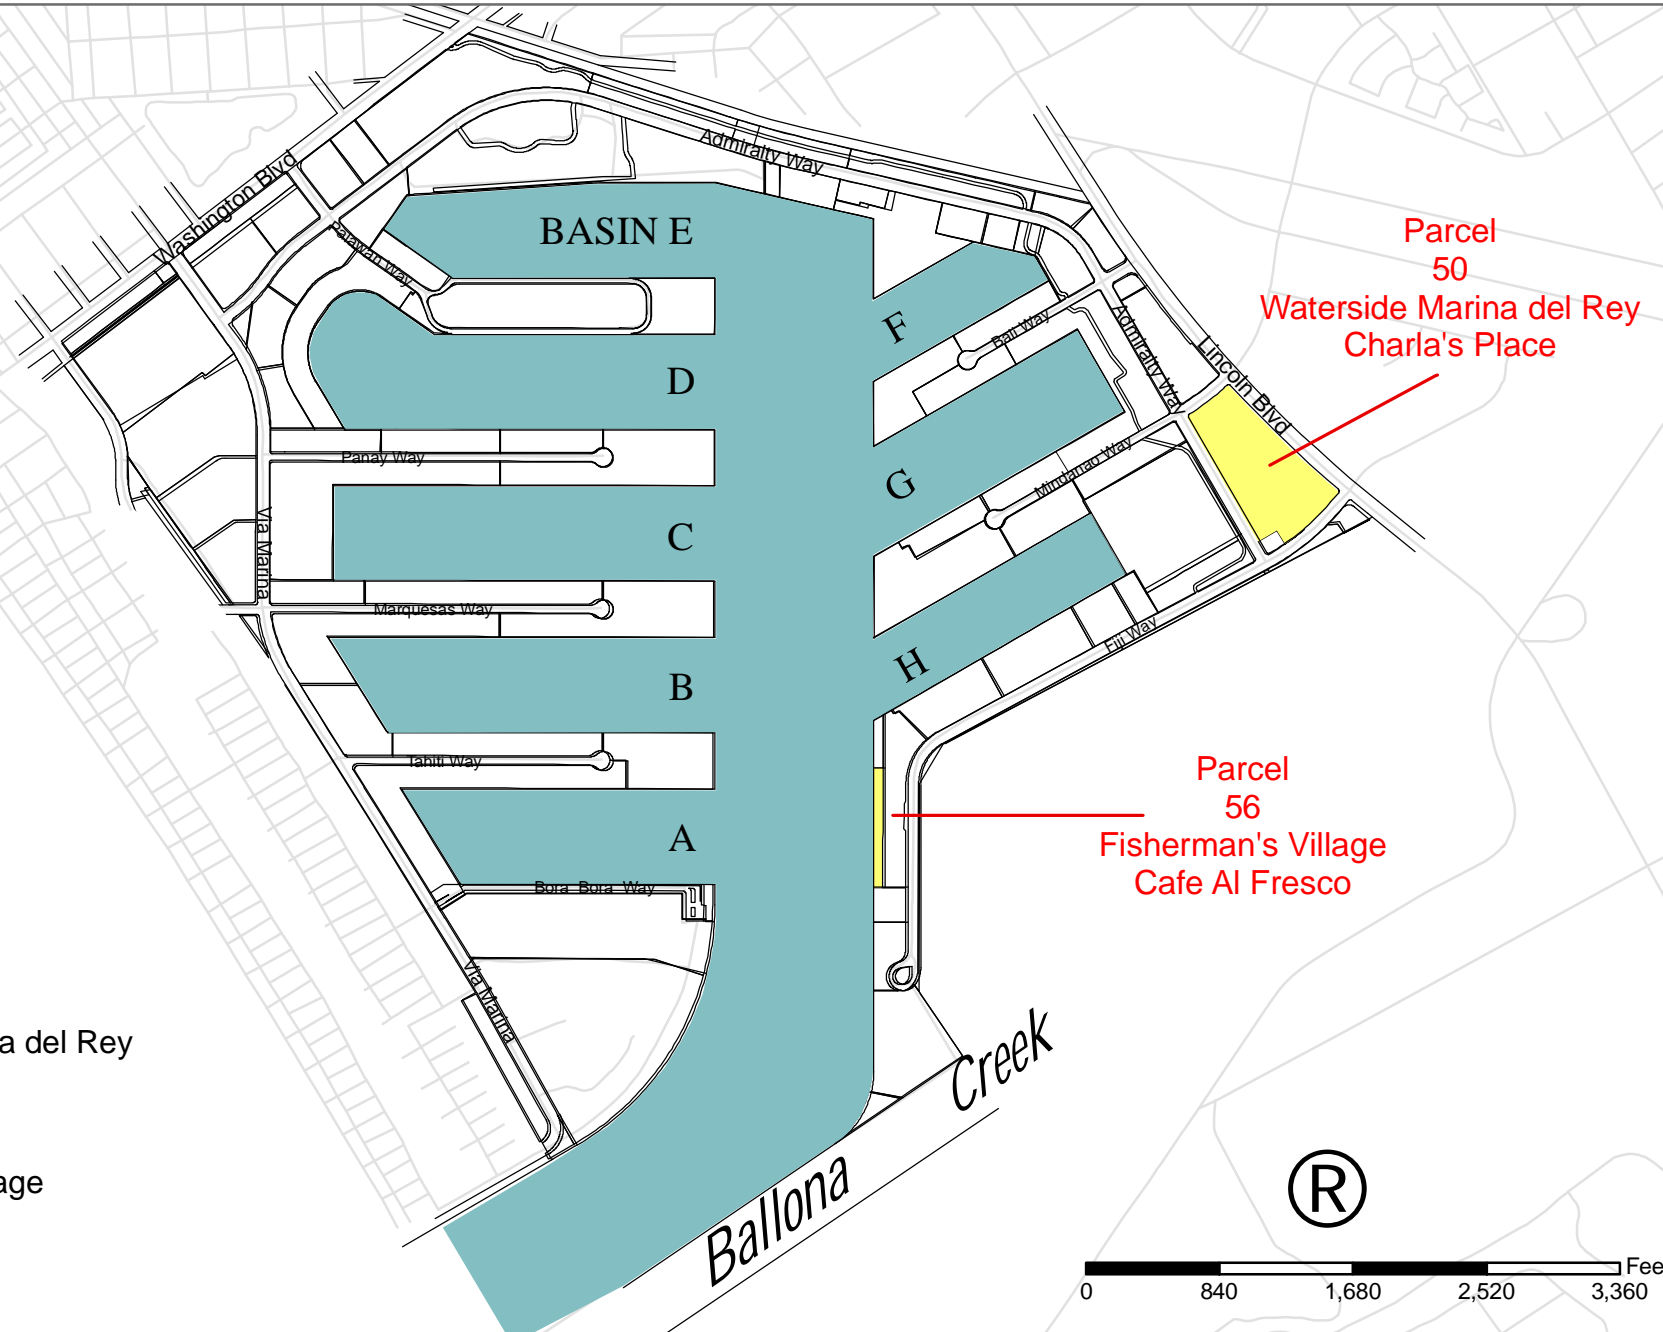 Washington Blvd
Admiralty Way
BASIN E
Palawan Way
Parcel
50
Waterside Marina del Rey
Charla's Place
F
Bali Way
Admiralty Way
Lincoln Blvd
D
Panay Way
G
Mindanao Way
Via Marina
C
Marquesas Way
Fiji Way
H
B
Tahiti Way
Parcel
56
Fisherman's Village
Cafe Al Fresco
A
Bora Bora Way
Via Marina
a del Rey
age
Ballona Creek
®
Fee
0 840 1,680 2,520 3,360